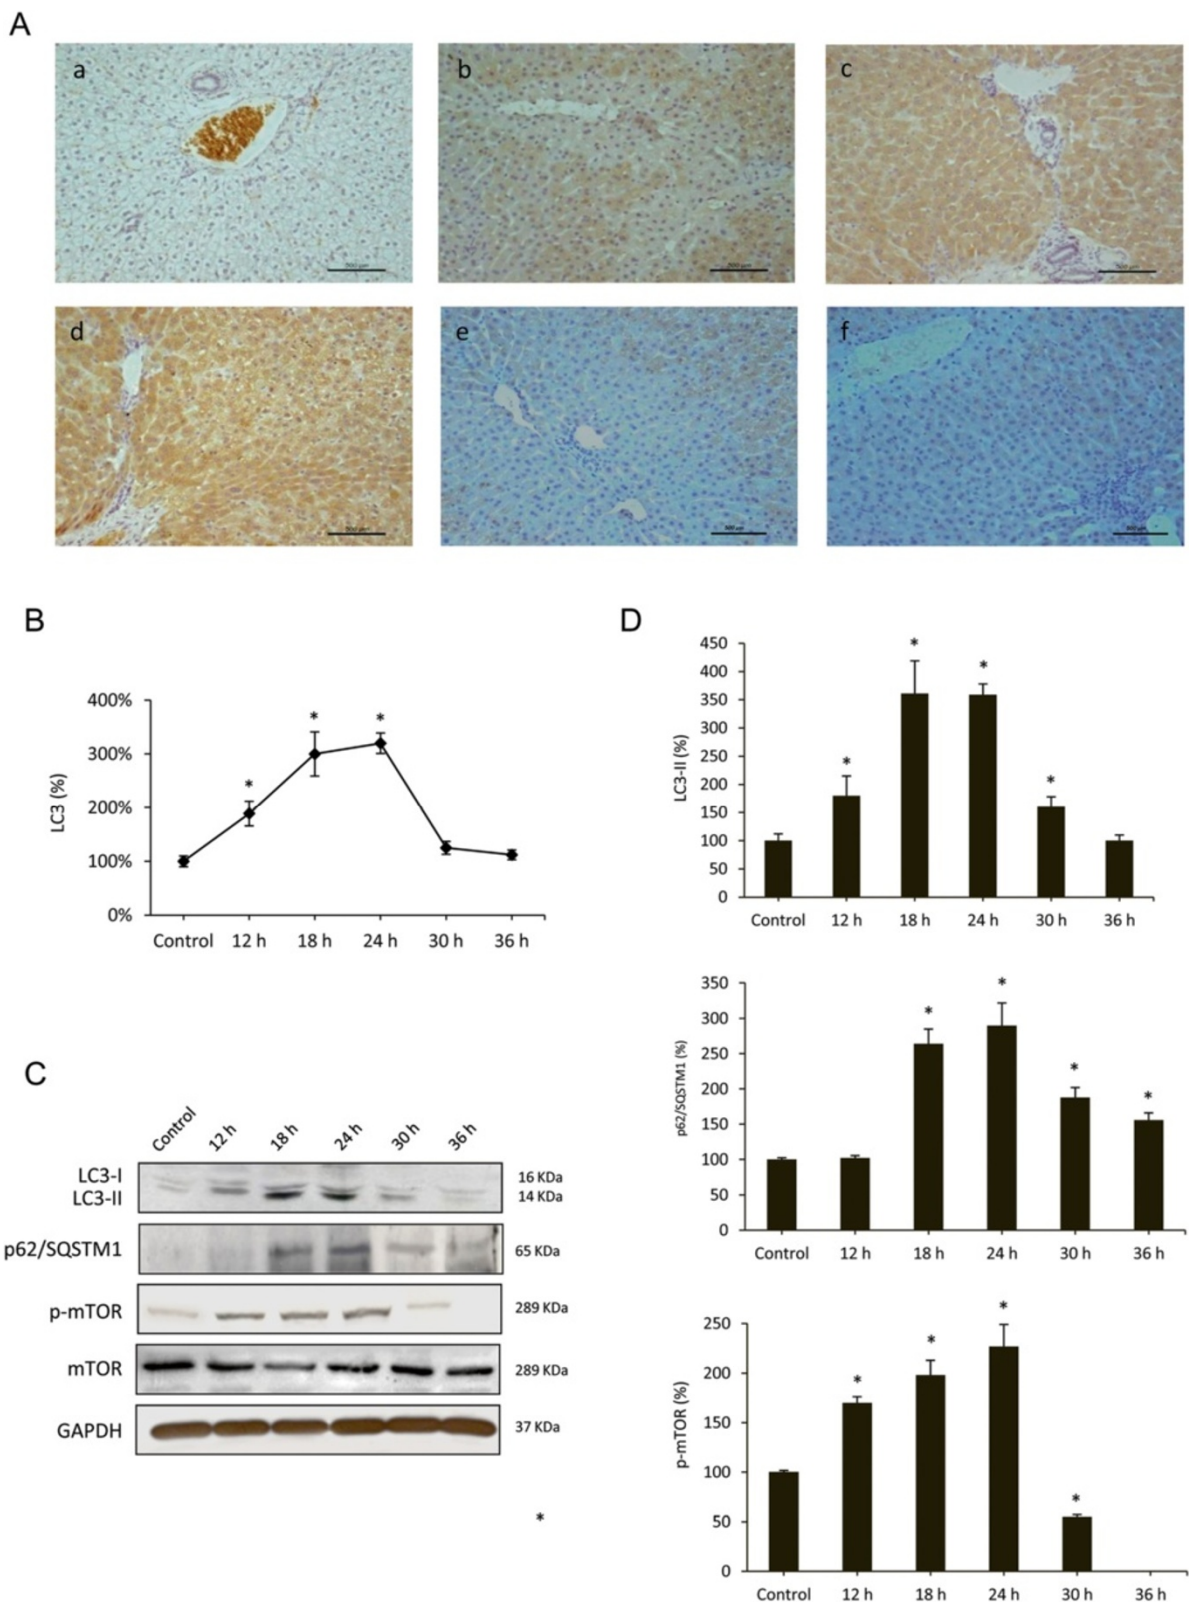 A
a
b
c
500 µm
d
e
f
500 µm
B
400%
300%
200%
100%
0%
LC3 (%)
*
*
*
Control 12 h 18 h 24 h 30 h 36 h
C
Control 12 h 18 h 24 h 30 h 36 h
LC3-I 16 KDa
LC3-II 14 KDa
p62/SQSTM1 65 KDa
p-mTOR 289 KDa
mTOR 289 KDa
GAPDH 37 KDa
*
D
450
400
350
300
250
200
150
100
50
0
LC3-II (%)
*
*
*
*
Control 12 h 18 h 24 h 30 h 36 h
350
300
250
200
150
100
50
0
p62/SQSTM1 (%)
*
*
*
*
Control 12 h 18 h 24 h 30 h 36 h
250
200
150
100
50
0
p-mTOR (%)
*
*
*
*
Control 12 h 18 h 24 h 30 h 36 h